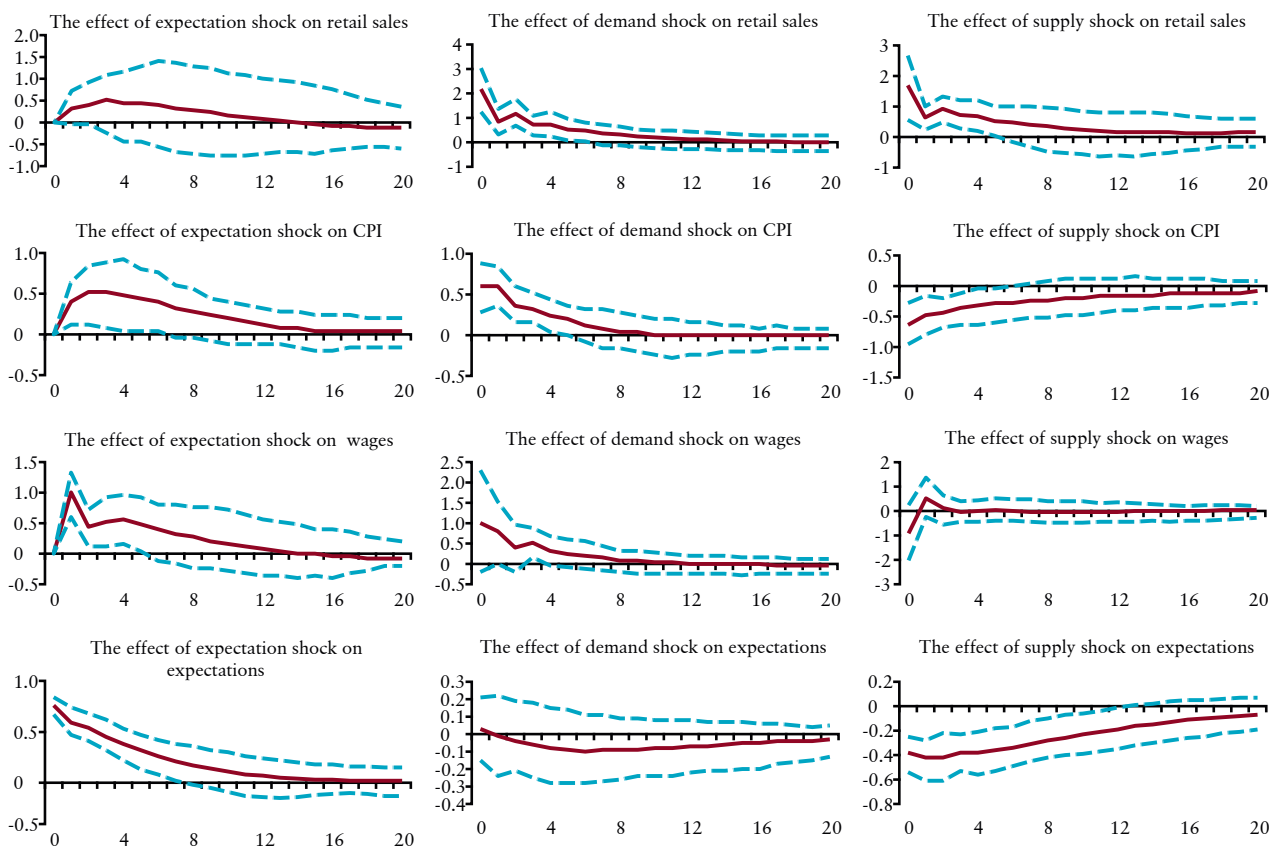 The effect of expectation shock on retail sales
2.0
1.5
1.0
0.5
0
-0.5
-1.0
0 4 8 12 16 20
The effect of demand shock on retail sales
4
3
2
1
0
-1
0 4 8 12 16 20
The effect of supply shock on retail sales
3
2
1
0
-1
0 4 8 12 16 20
The effect of expectation shock on CPI
1.0
0.5
0
-0.5
0 4 8 12 16 20
The effect of demand shock on CPI
1.0
0.5
0
-0.5
0 4 8 12 16 20
The effect of supply shock on CPI
0.5
0
-0.5
-1.0
-1.5
0 4 8 12 16 20
The effect of expectation shock on wages
1.5
1.0
0.5
0
-0.5
0 4 8 12 16 20
The effect of demand shock on wages
2.5
2.0
1.5
1.0
0.5
0
-0.5
0 4 8 12 16 20
The effect of supply shock on wages
2
1
0
-1
-2
-3
0 4 8 12 16 20
The effect of expectation shock on
expectations
1.0
0.5
0
-0.5
0 4 8 12 16 20
The effect of demand shock on expectations
0.3
0.2
0.1
0
-0.1
-0.2
-0.3
-0.4
0 4 8 12 16 20
The effect of supply shock on expectations
0.2
0
-0.2
-0.4
-0.6
-0.8
0 4 8 12 16 20